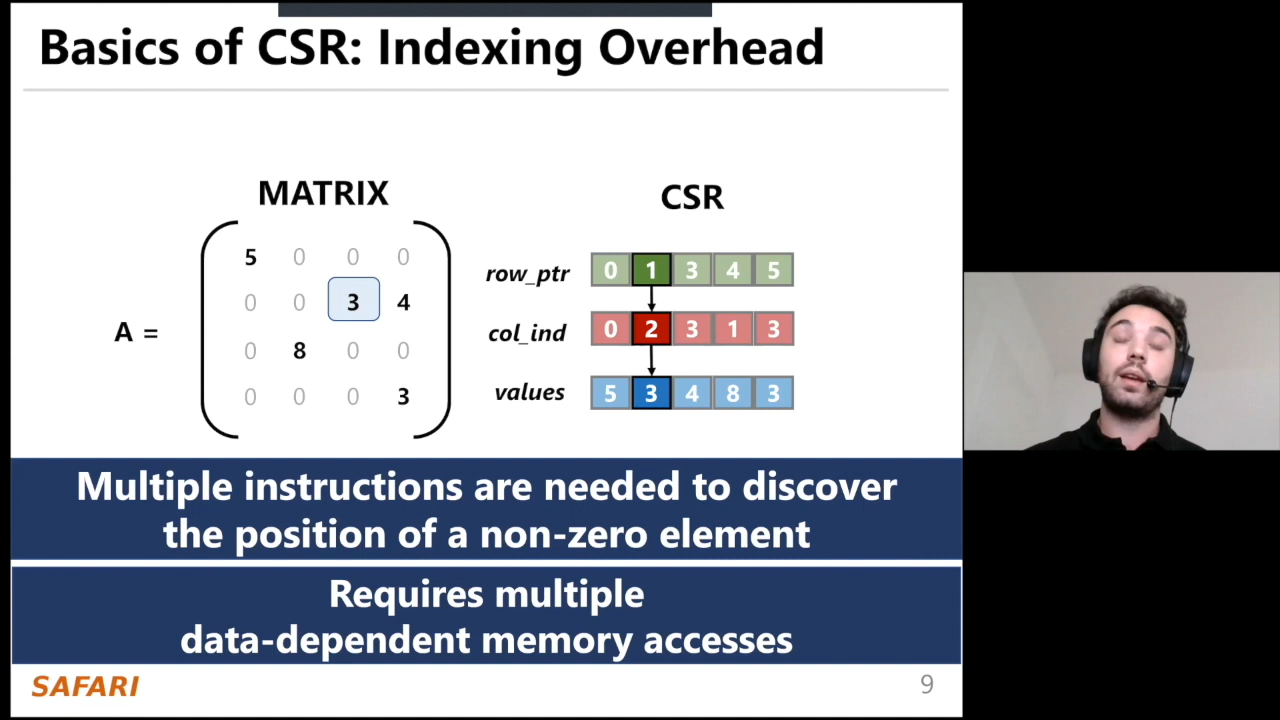 Basics of CSR: Indexing Overhead
MATRIX
A =
5 0 0 0
0 0 3 4
0 8 0 0
0 0 0 3
CSR
row_ptr 0 1 3 4 5
col_ind 0 2 3 1 3
values 5 3 4 8 3
Multiple instructions are needed to discover
the position of a non-zero element
Requires multiple
data-dependent memory accesses
SAFARI
9